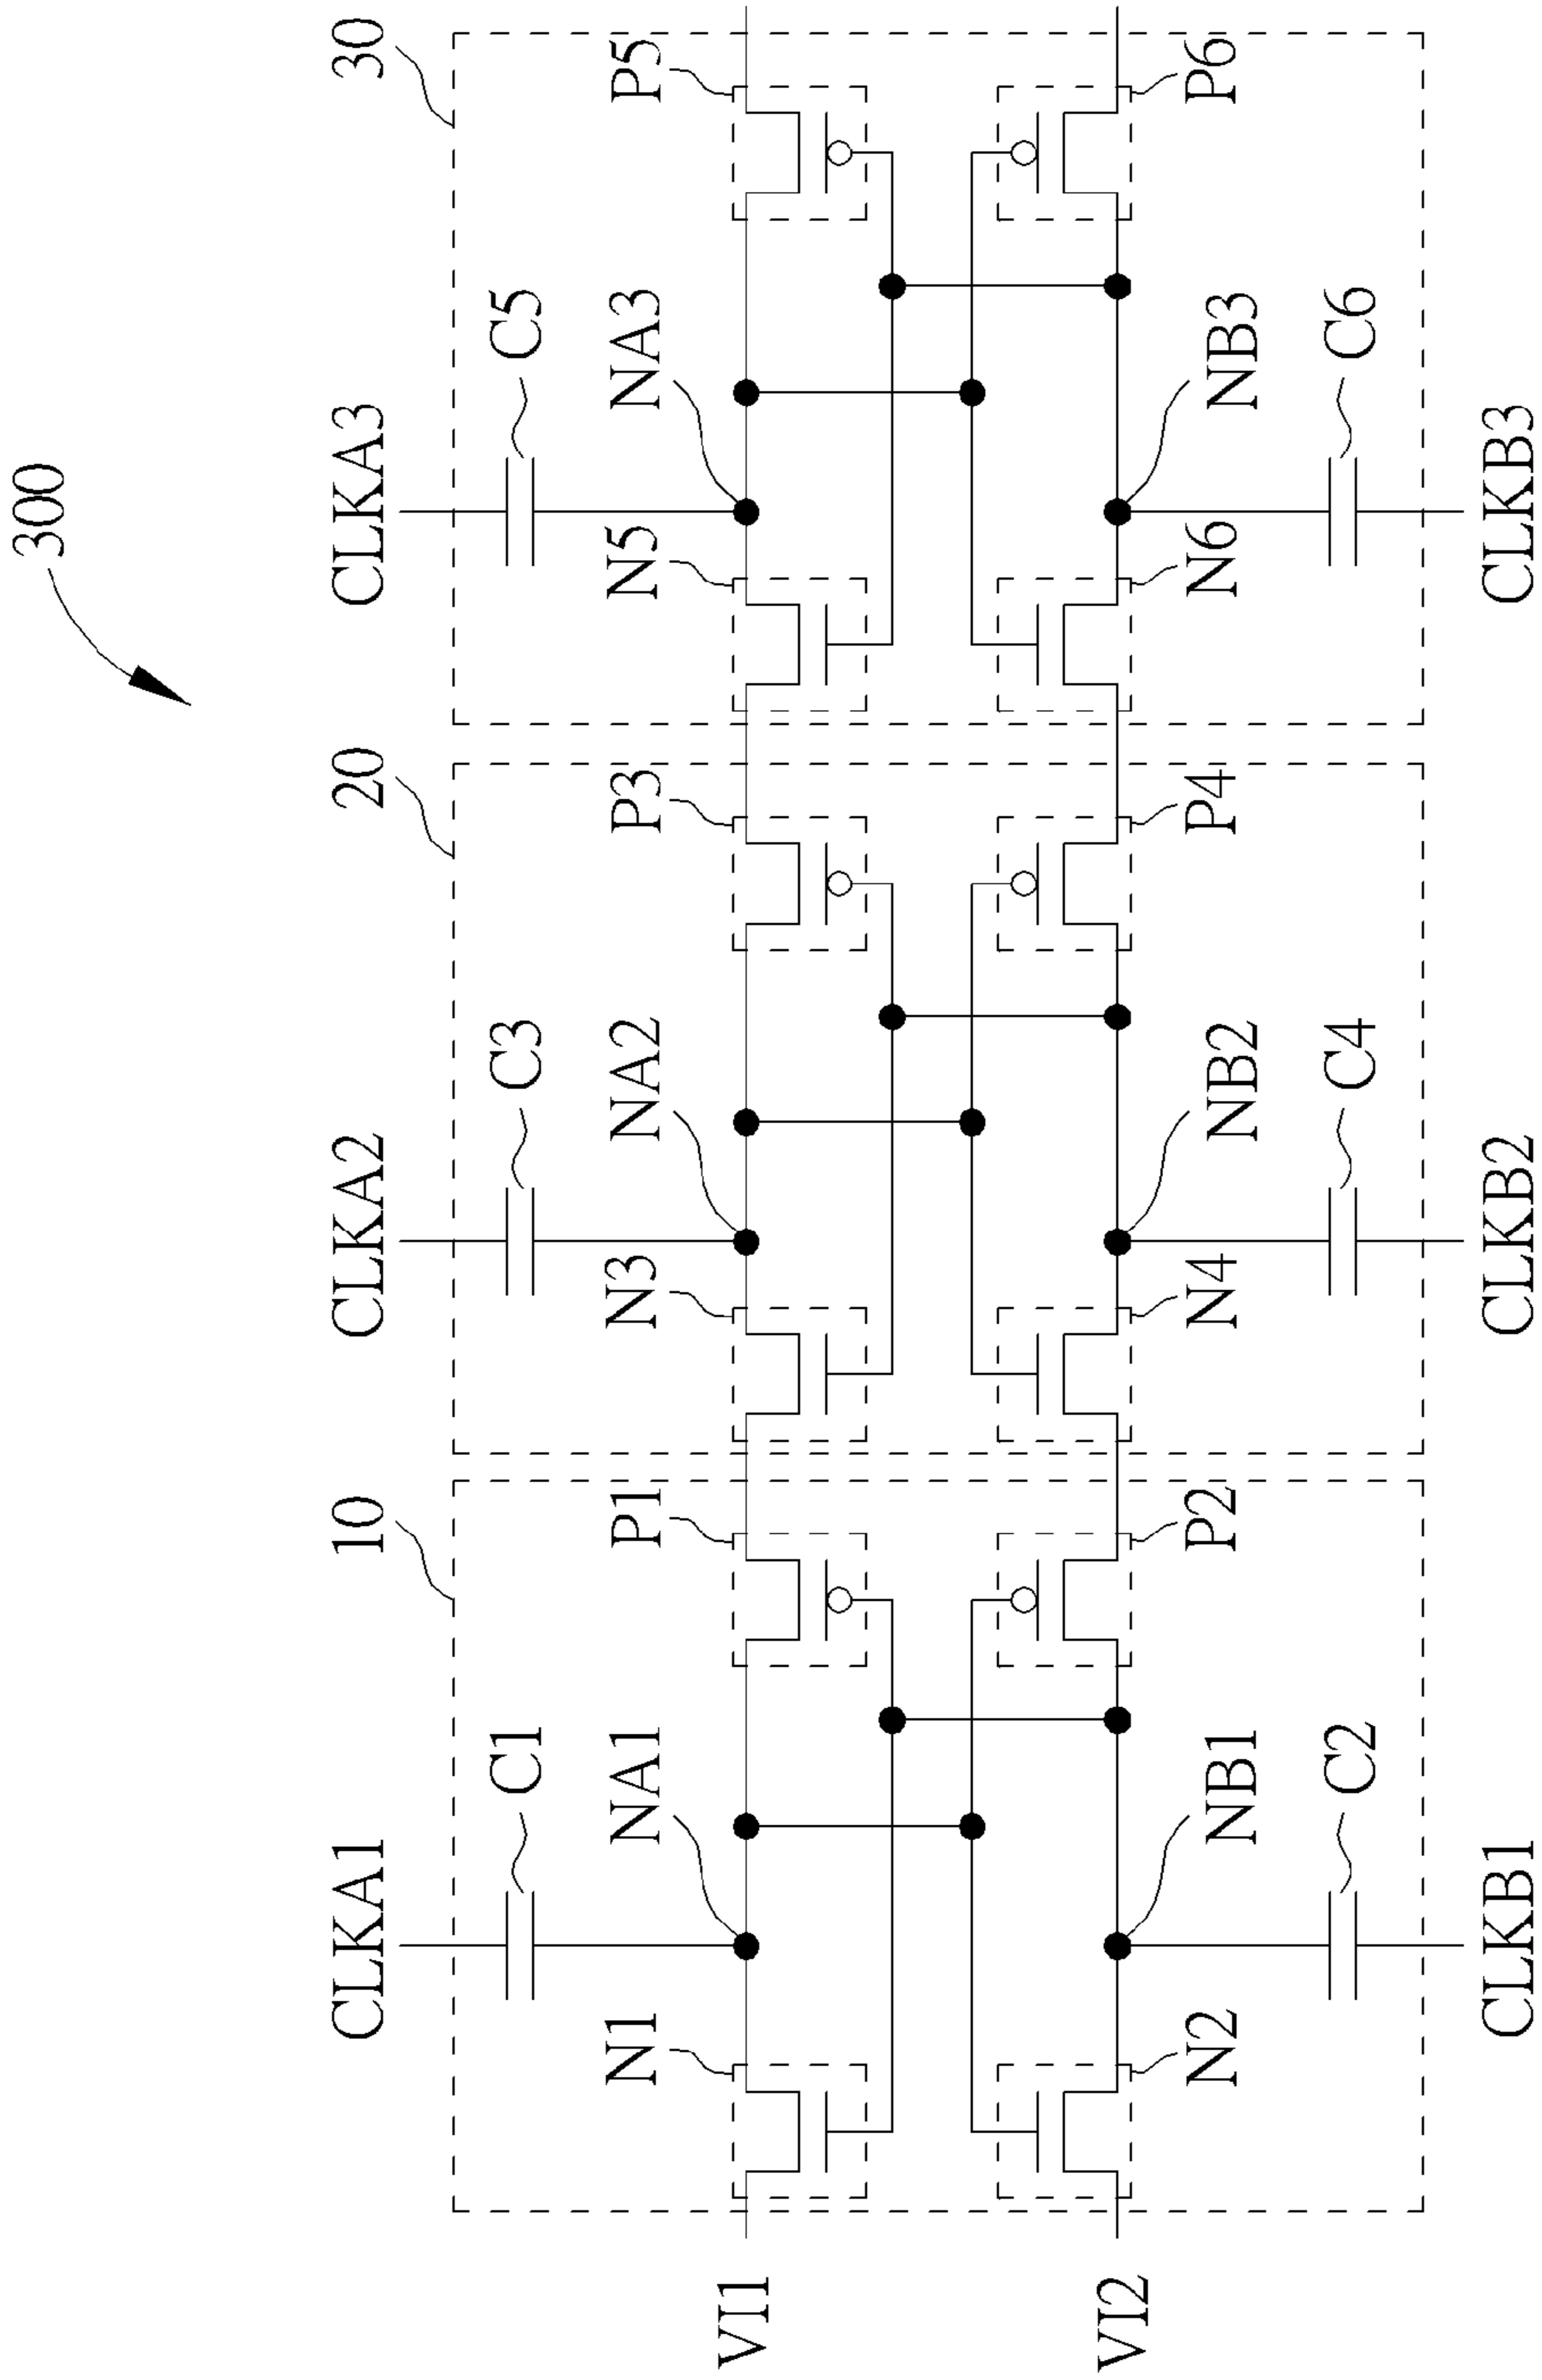 300
CLKA1
CLKA2
CLKA3
10
20
30
C1
C3
C5
N1
NA1
P1
N3
NA2
P3
N5
NA3
P5
VI1
VI2
N2
NB1
P2
N4
NB2
P4
N6
NB3
P6
C2
C4
C6
CLKB1
CLKB2
CLKB3